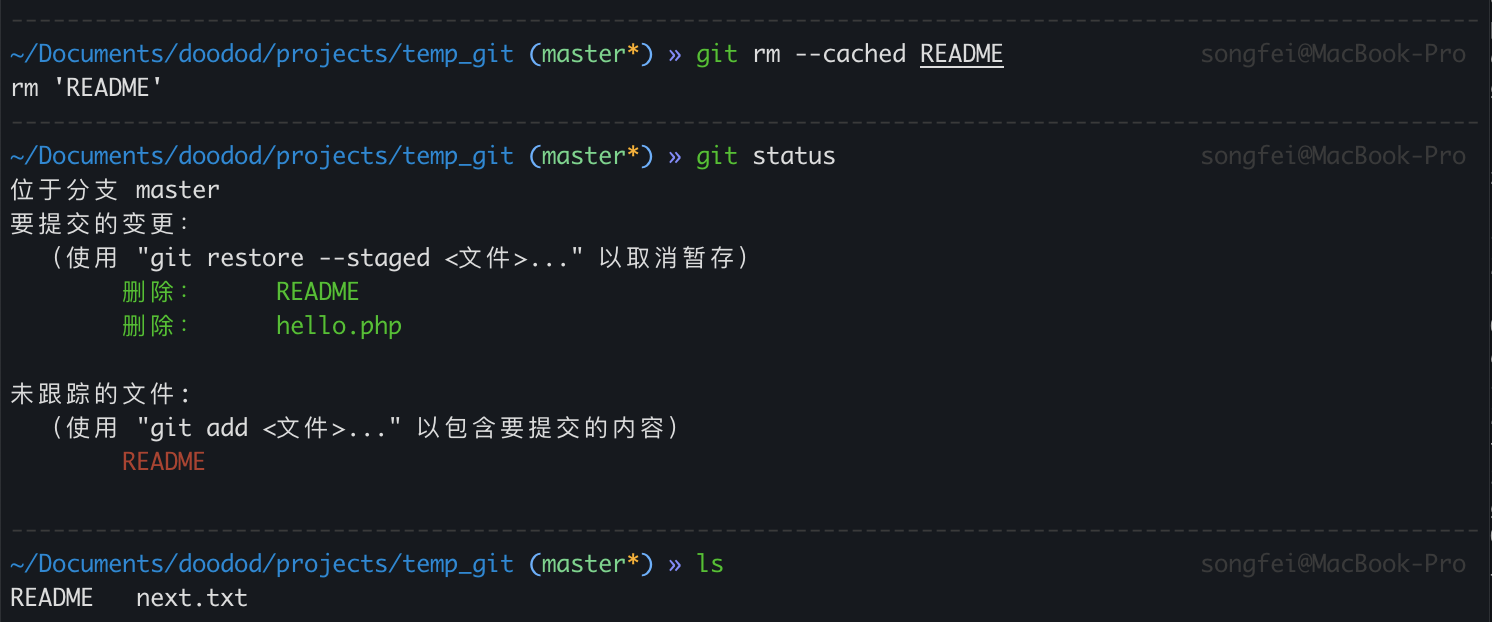 ~/Documents/doodod/projects/temp_git (master*) » git rm --cached README songfei@MacBook-Pro
rm 'README'
~/Documents/doodod/projects/temp_git (master*) » git status songfei@MacBook-Pro
位于分支 master
要提交的变更：
（使用 "git restore --staged <文件>..." 以取消暂存）
删除： README
删除： hello.php
未跟踪的文件:
（使用 "git add <文件>..." 以包含要提交的内容）
README
~/Documents/doodod/projects/temp_git (master*) » ls songfei@MacBook-Pro
README next.txt